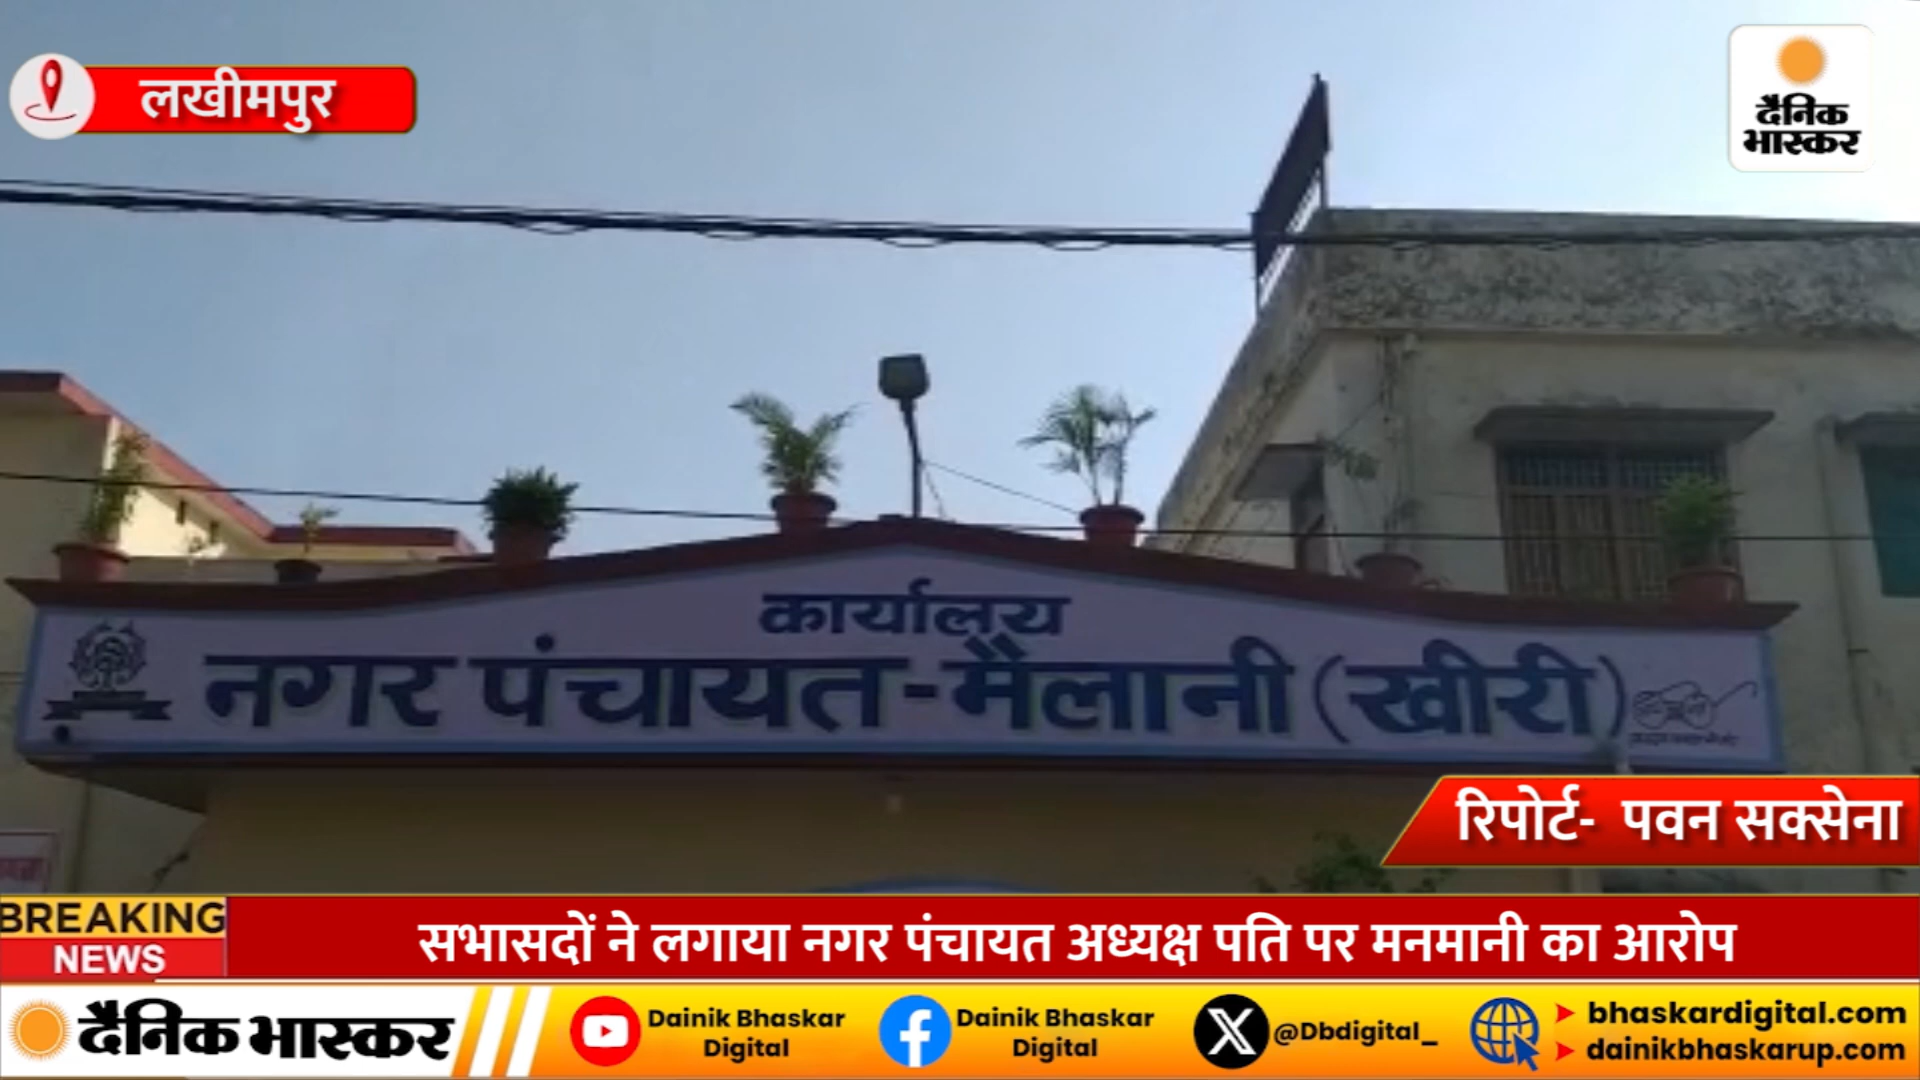 लखीमपुर
दैनिक
भास्कर
कार्यालय
नगर पंचायत-मैलानी (खीरी)
रिपोर्ट- पवन सक्सेना
BREAKING
NEWS
सभासदों ने लगाया नगर पंचायत अध्यक्ष पति पर मनमानी का आरोप
दैनिक भास्कर
Dainik Bhaskar
Digital
Dainik Bhaskar
Digital
@Dbdigital_
bhaskardigital.com
dainikbhaskarup.com